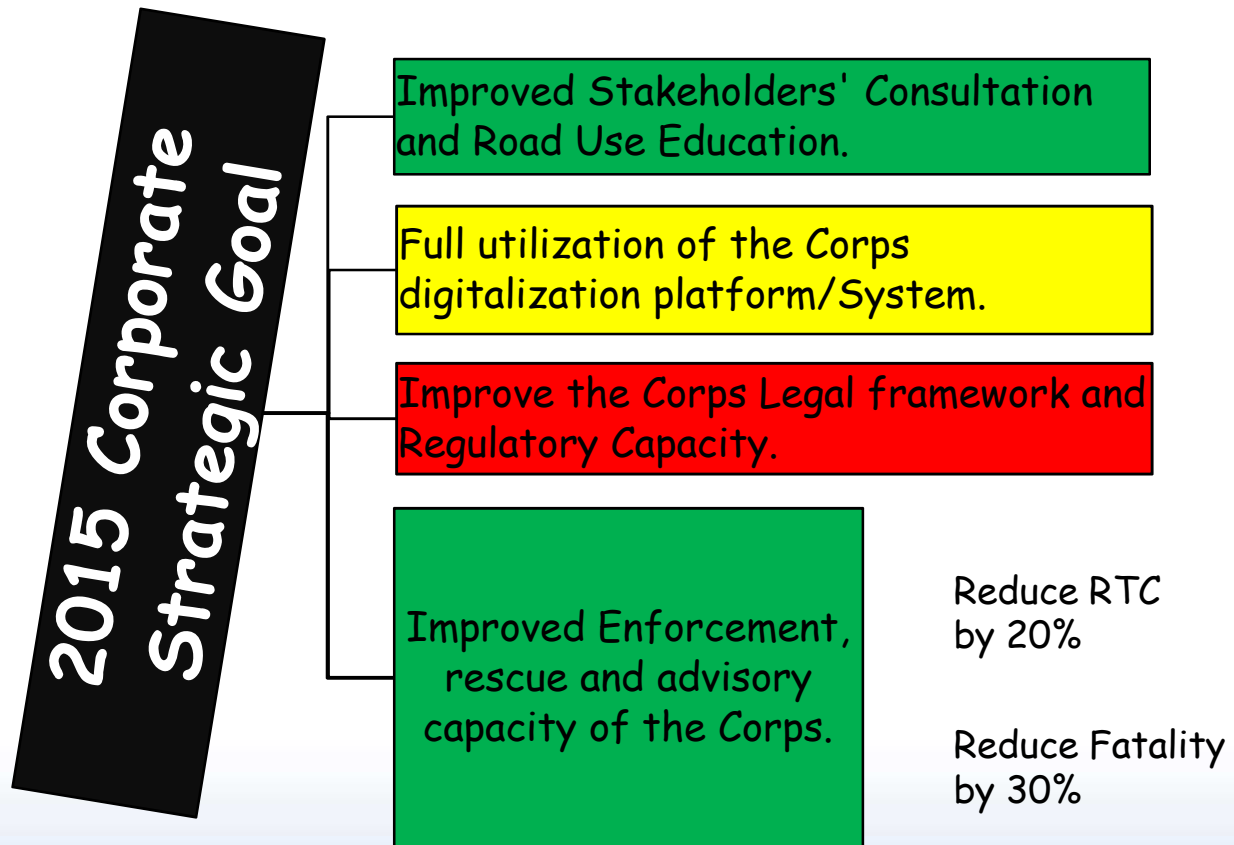 2015 Corporate
Strategic Goal
Improved Stakeholders' Consultation
and Road Use Education.
Full utilization of the Corps
digitalization platform/System.
Improve the Corps Legal framework and
Regulatory Capacity.
Improved Enforcement,
rescue and advisory
capacity of the Corps.
Reduce RTC
by 20%
Reduce Fatality
by 30%